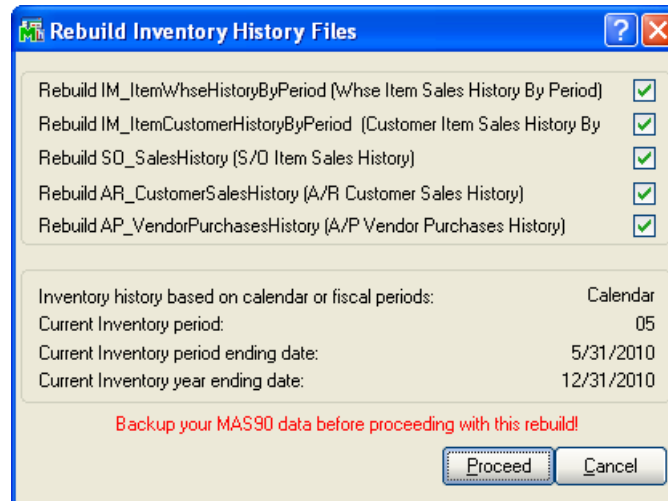 Rebuild Inventory History Files
Rebuild IM_ItemWhseHistoryByPeriod (Whse Item Sales History By Period)
Rebuild IM_ItemCustomerHistoryByPeriod (Customer Item Sales History By
Rebuild SO_SalesHistory (S/O Item Sales History)
Rebuild AR_CustomerSalesHistory (A/R Customer Sales History)
Rebuild AP_VendorPurchasesHistory (A/P Vendor Purchases History)
Inventory history based on calendar or fiscal periods: Calendar
Current Inventory period: 05
Current Inventory period ending date: 5/31/2010
Current Inventory year ending date: 12/31/2010
Backup your MAS90 data before proceeding with this rebuild!
Proceed Cancel